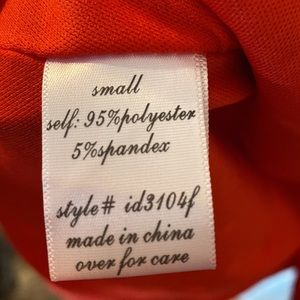 small
self: 95%polyester
5%spandex
style# id3104f
made in china
over for care